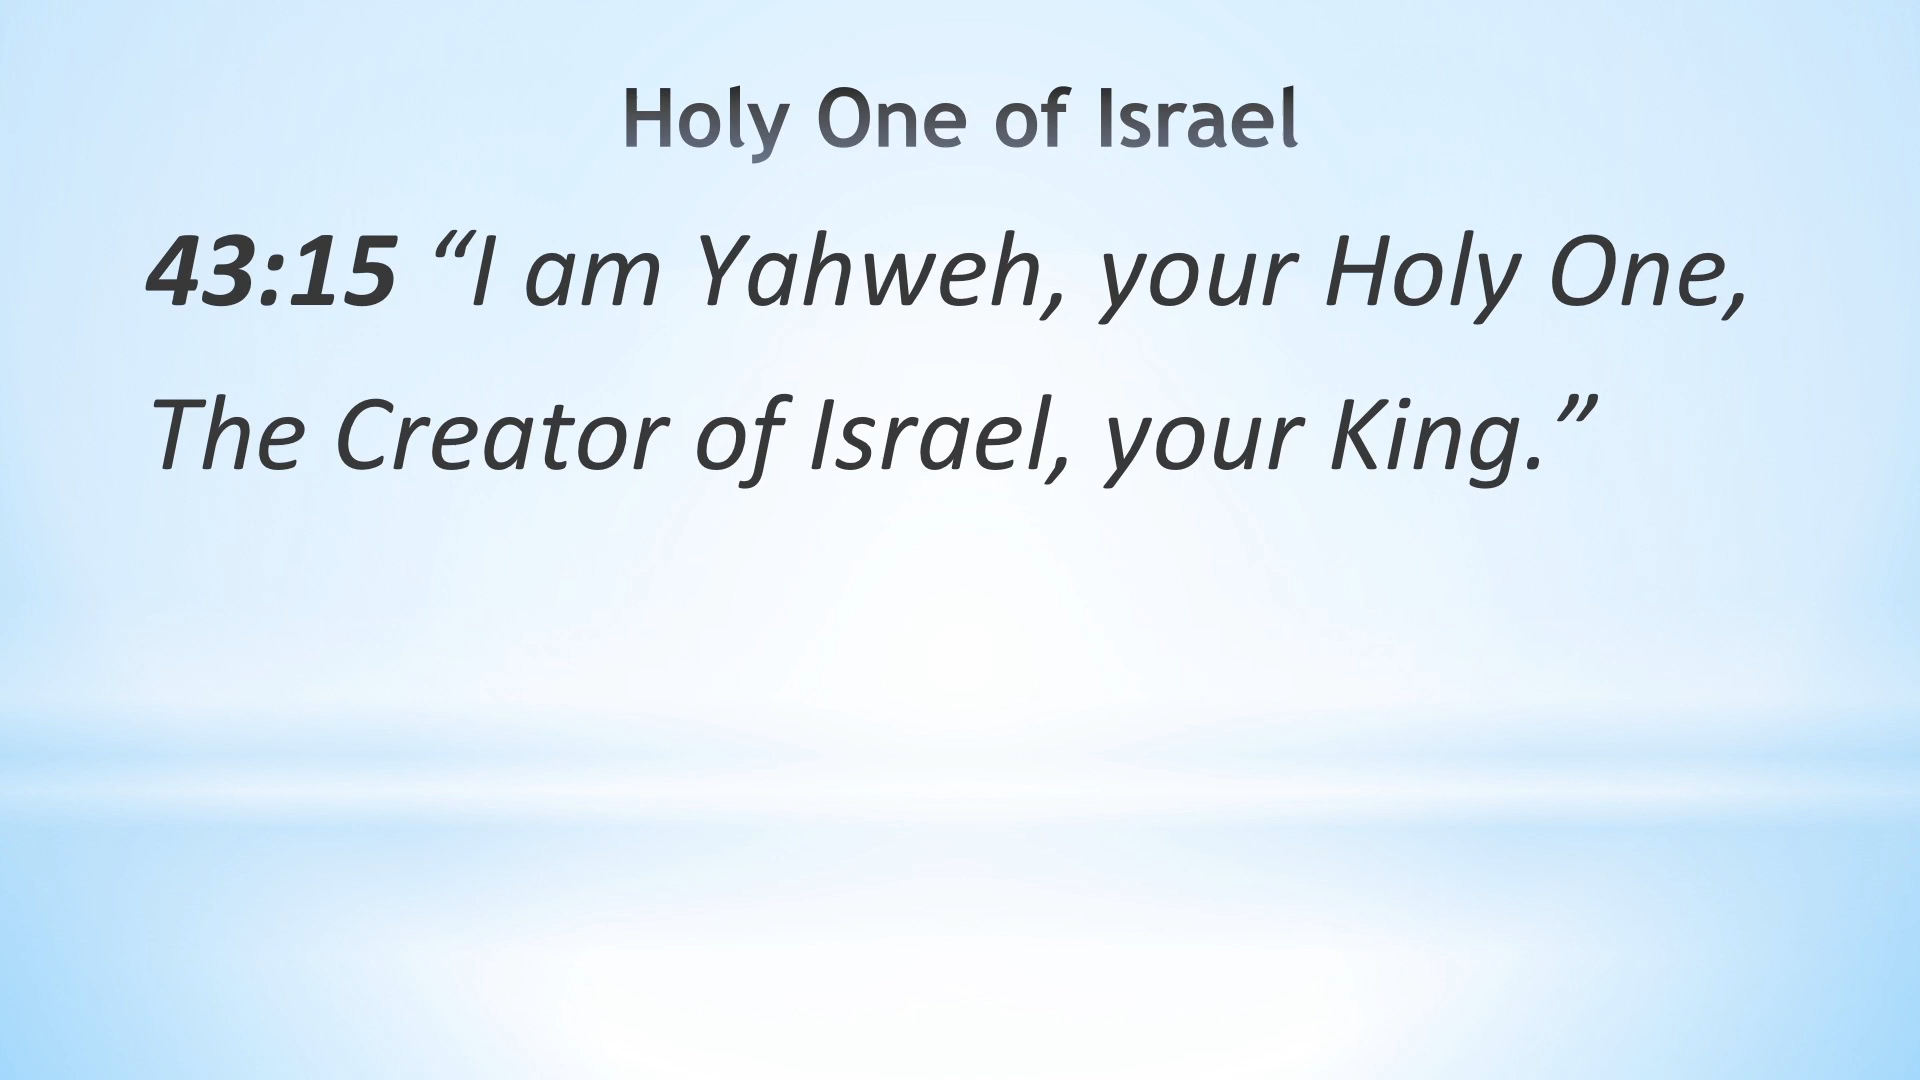 Holy One of Israel
43:15 “I am Yahweh, your Holy One,
The Creator of Israel, your King.”